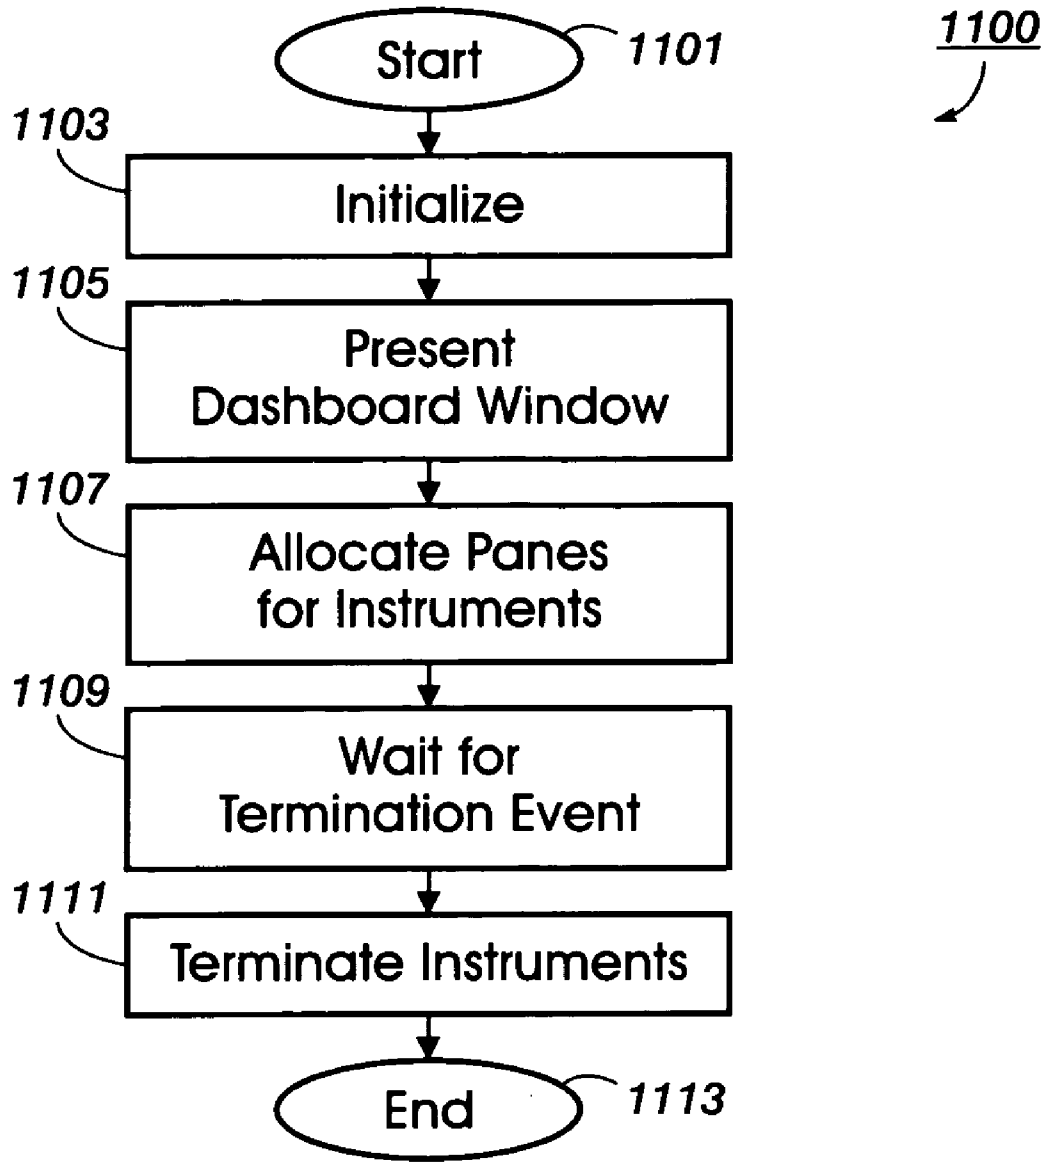 Start
1101
1100
1103
Initialize
1105
Present
Dashboard Window
1107
Allocate Panes
for Instruments
1109
Wait for
Termination Event
1111
Terminate Instruments
End
1113